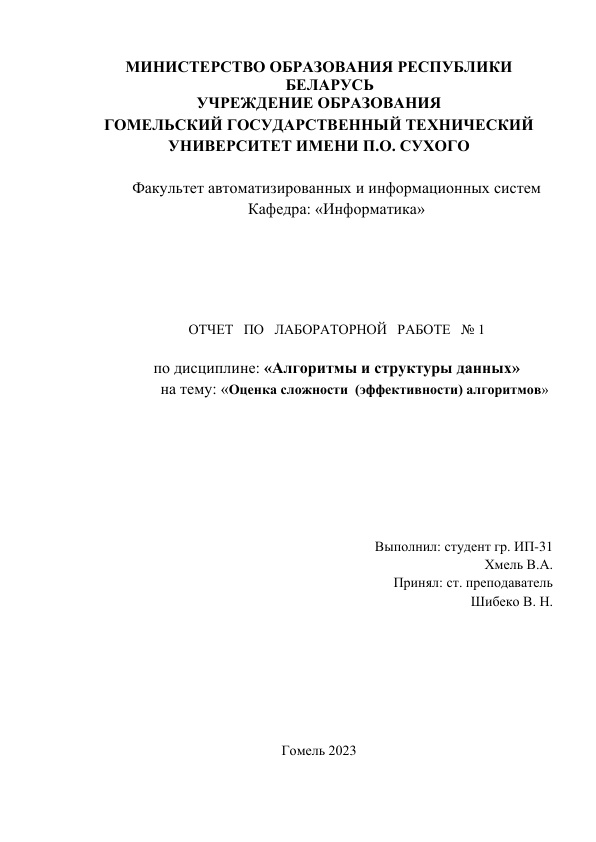 МИНИСТЕРСТВО ОБРАЗОВАНИЯ РЕСПУБЛИКИ
БЕЛАРУСЬ
УЧРЕЖДЕНИЕ ОБРАЗОВАНИЯ
ГОМЕЛЬСКИЙ ГОСУДАРСТВЕННЫЙ ТЕХНИЧЕСКИЙ
УНИВЕРСИТЕТ ИМЕНИ П.О. СУХОГО
Факультет автоматизированных и информационных систем
Кафедра: «Информатика»
ОТЧЕТ ПО ЛАБОРАТОРНОЙ РАБОТЕ № 1
по дисциплине: «Алгоритмы и структуры данных»
на тему: «Оценка сложности (эффективности) алгоритмов»
Выполнил: студент гр. ИП-31
Хмель В.А.
Принял: ст. преподаватель
Шибеко В. Н.
Гомель 2023